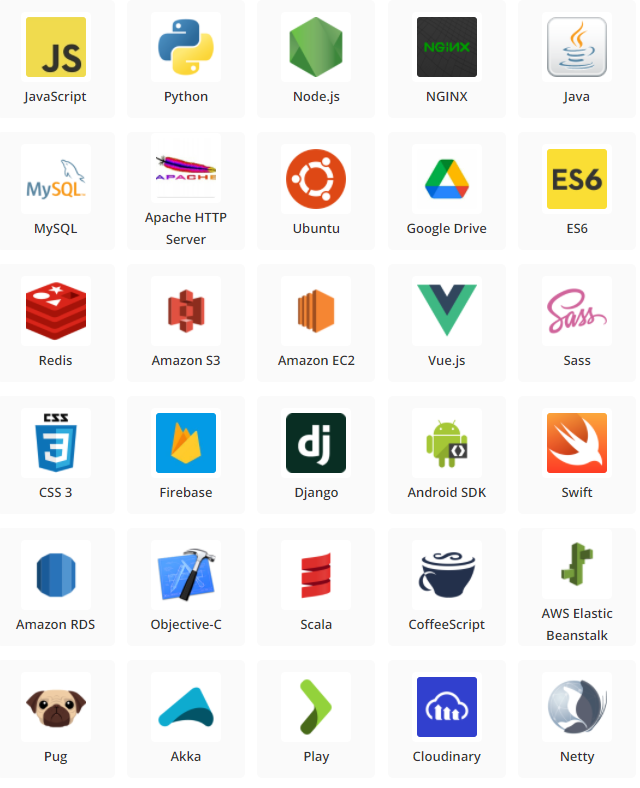 JS
JavaScript
Python
Node.js
NGINX
NGINX
Java
MySQL
MySQL
APACHE
Apache HTTP
Server
Ubuntu
Google Drive
ES6
ES6
Redis
Amazon S3
Amazon EC2
Vue.js
Sass
Sass
CSS
3
CSS 3
Firebase
dj
Django
Android SDK
Swift
Amazon RDS
Objective-C
Scala
CoffeeScript
AWS Elastic
Beanstalk
Pug
Akka
Play
Cloudinary
Netty